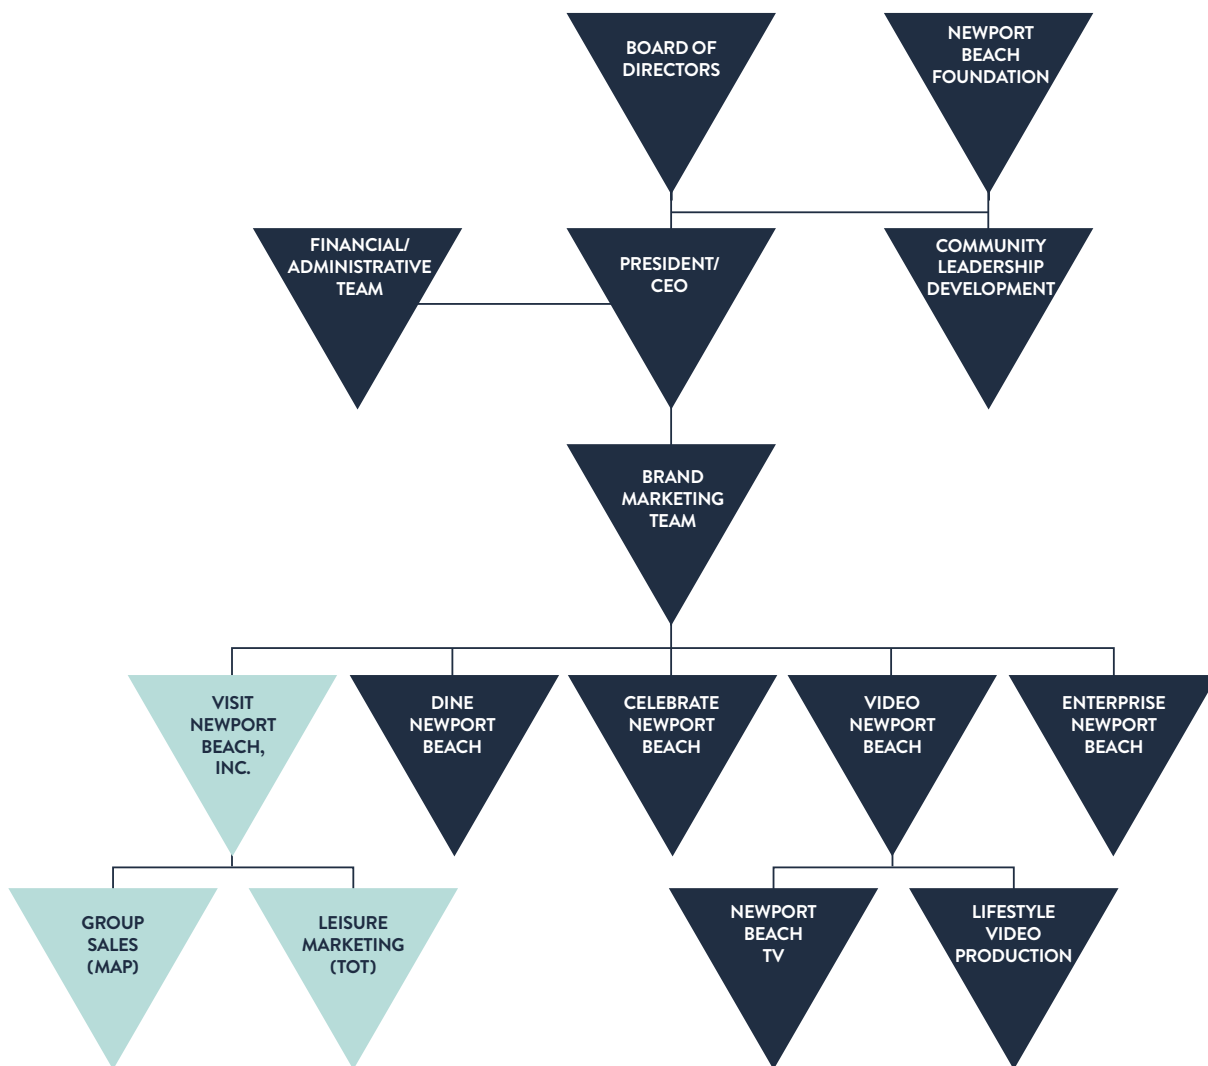 BOARD OF
DIRECTORS
NEWPORT
BEACH
FOUNDATION
FINANCIAL/
ADMINISTRATIVE
TEAM
PRESIDENT/
CEO
COMMUNITY
LEADERSHIP
DEVELOPMENT
BRAND
MARKETING
TEAM
VISIT
NEWPORT
BEACH,
INC.
DINE
NEWPORT
BEACH
CELEBRATE
NEWPORT
BEACH
VIDEO
NEWPORT
BEACH
ENTERPRISE
NEWPORT
BEACH
GROUP
SALES
(MAP)
LEISURE
MARKETING
(TOT)
NEWPORT
BEACH
TV
LIFESTYLE
VIDEO
PRODUCTION